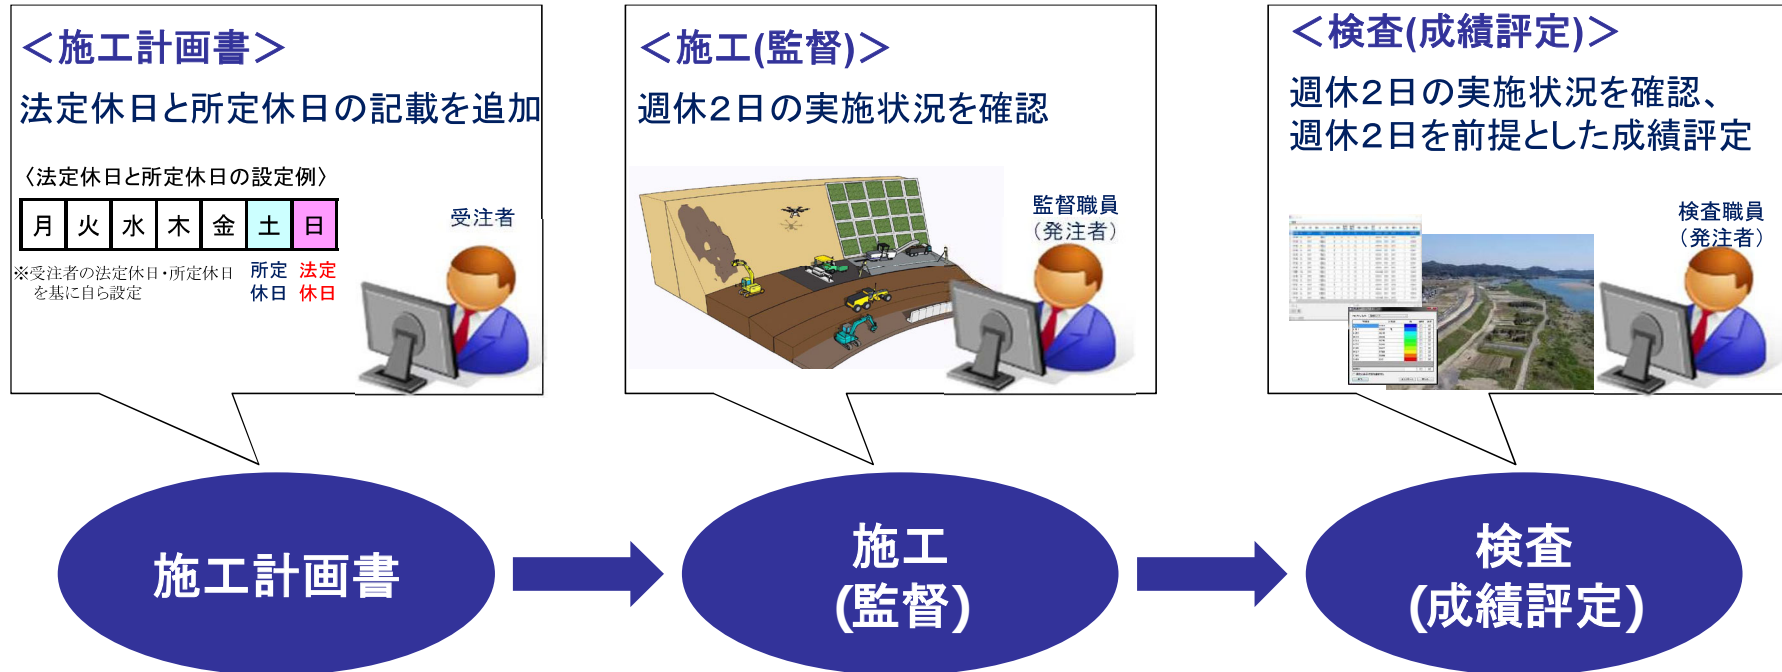 ＜施工計画書＞
法定休日と所定休日の記載を追加
〈法定休日と所定休日の設定例〉
月 火 水 木 金 土 日
※受注者の法定休日・所定休日
を基に自ら設定
所定
休日
法定
休日
受注者
＜施工(監督)＞
週休２日の実施状況を確認
監督職員
（発注者）
＜検査(成績評定)＞
週休２日の実施状況を確認、
週休２日を前提とした成績評定
検査職員
（発注者）
施工計画書
施工
(監督)
検査
(成績評定)